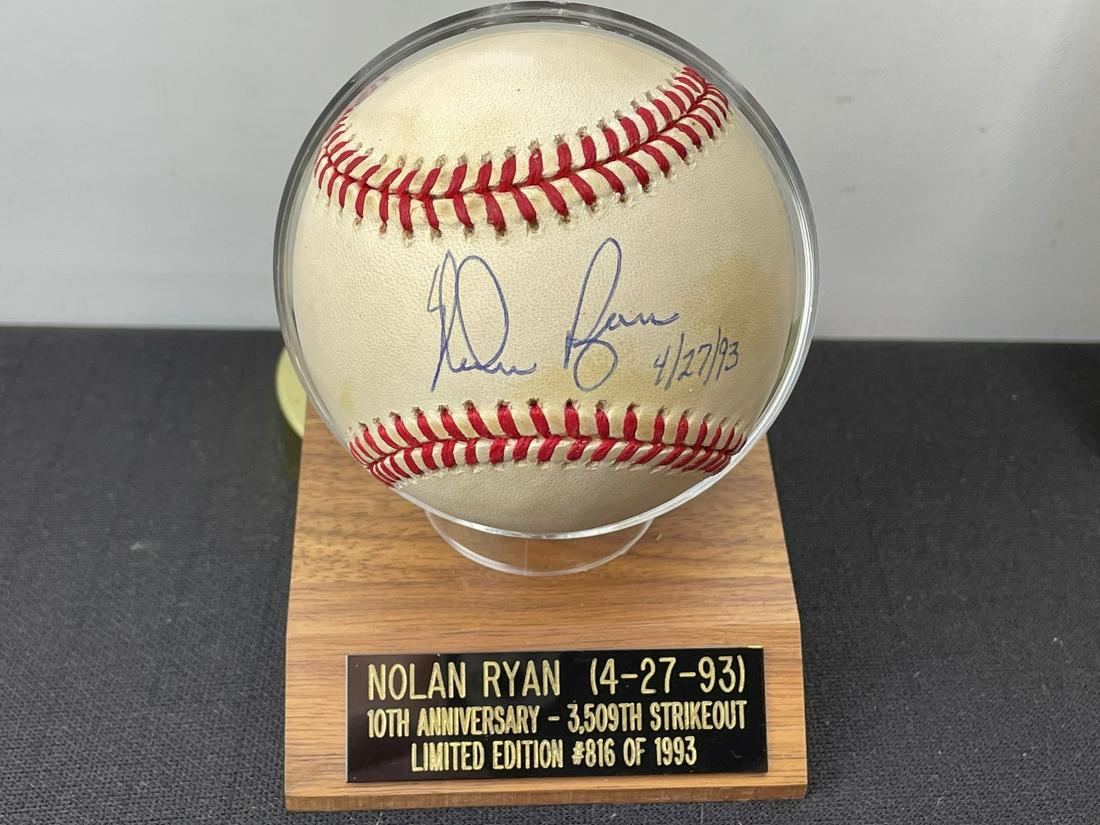 Nolan Ryan
4/27/93
NOLAN RYAN (4-27-93)
10TH ANNIVERSARY - 3,509TH STRIKEOUT
LIMITED EDITION #816 OF 1993